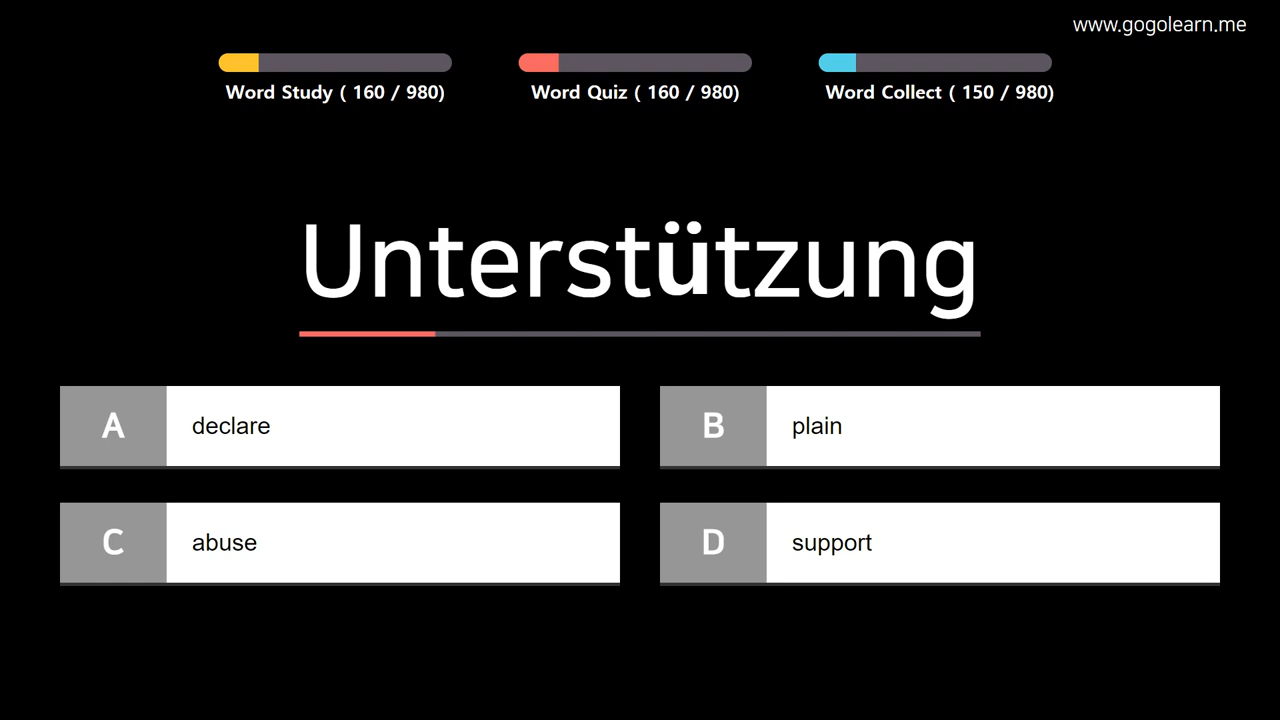 www.gogolearn.me
Word Study ( 160 / 980)
Word Quiz ( 160 / 980)
Word Collect ( 150 / 980)
Unterstützung
A declare
B plain
C abuse
D support